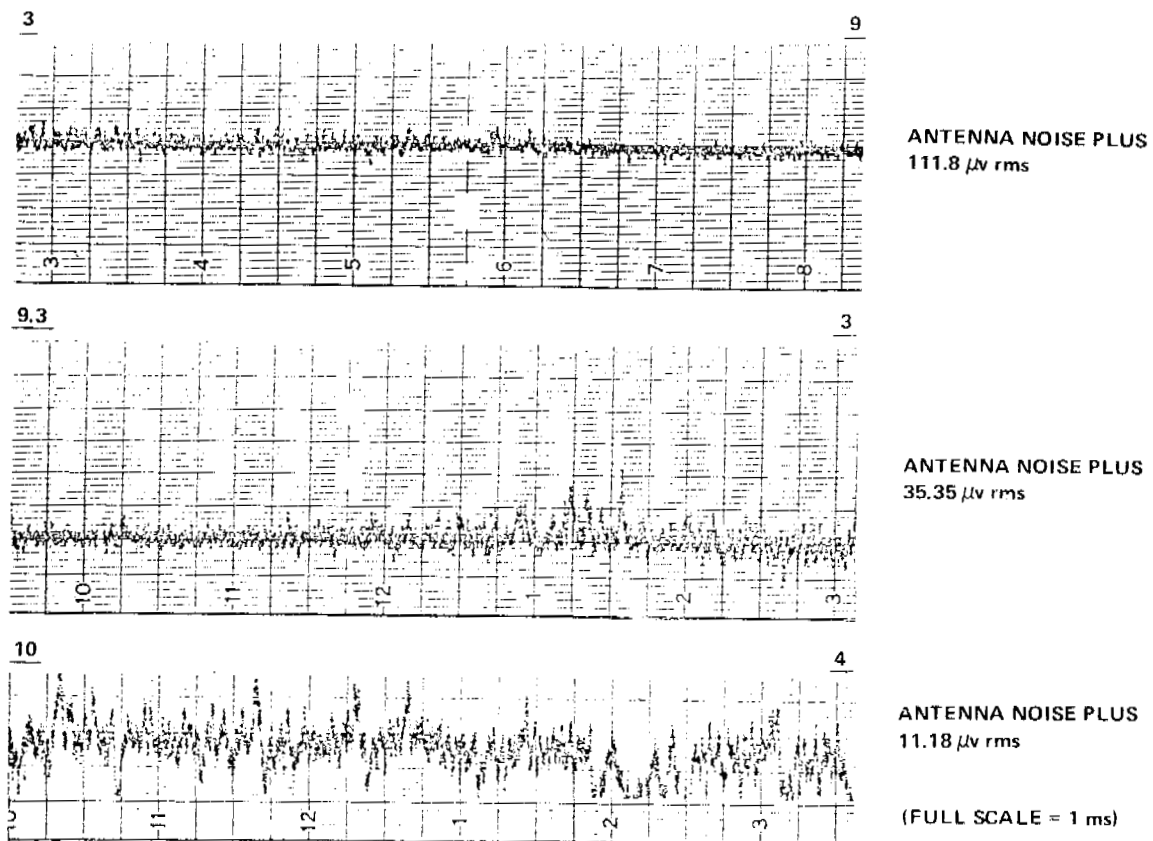 3 9
ANTENNA NOISE PLUS
111.8 μv rms
3 4 5 6 7 8
9.3 3
ANTENNA NOISE PLUS
35.35 μv rms
10 11 12 1 2 3
10 4
ANTENNA NOISE PLUS
11.18 μv rms
11 12 1 2 3
(FULL SCALE = 1 ms)